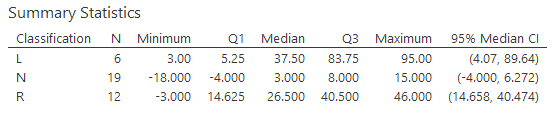 Summary Statistics
Classification N Minimum Q1 Median Q3 Maximum 95% Median CI
L 6 3.00 5.25 37.50 83.75 95.00 (4.07, 89.64)
N 19 -18.000 -4.000 3.000 8.000 15.000 (-4.000, 6.272)
R 12 -3.000 14.625 26.500 40.500 46.000 (14.658, 40.474)